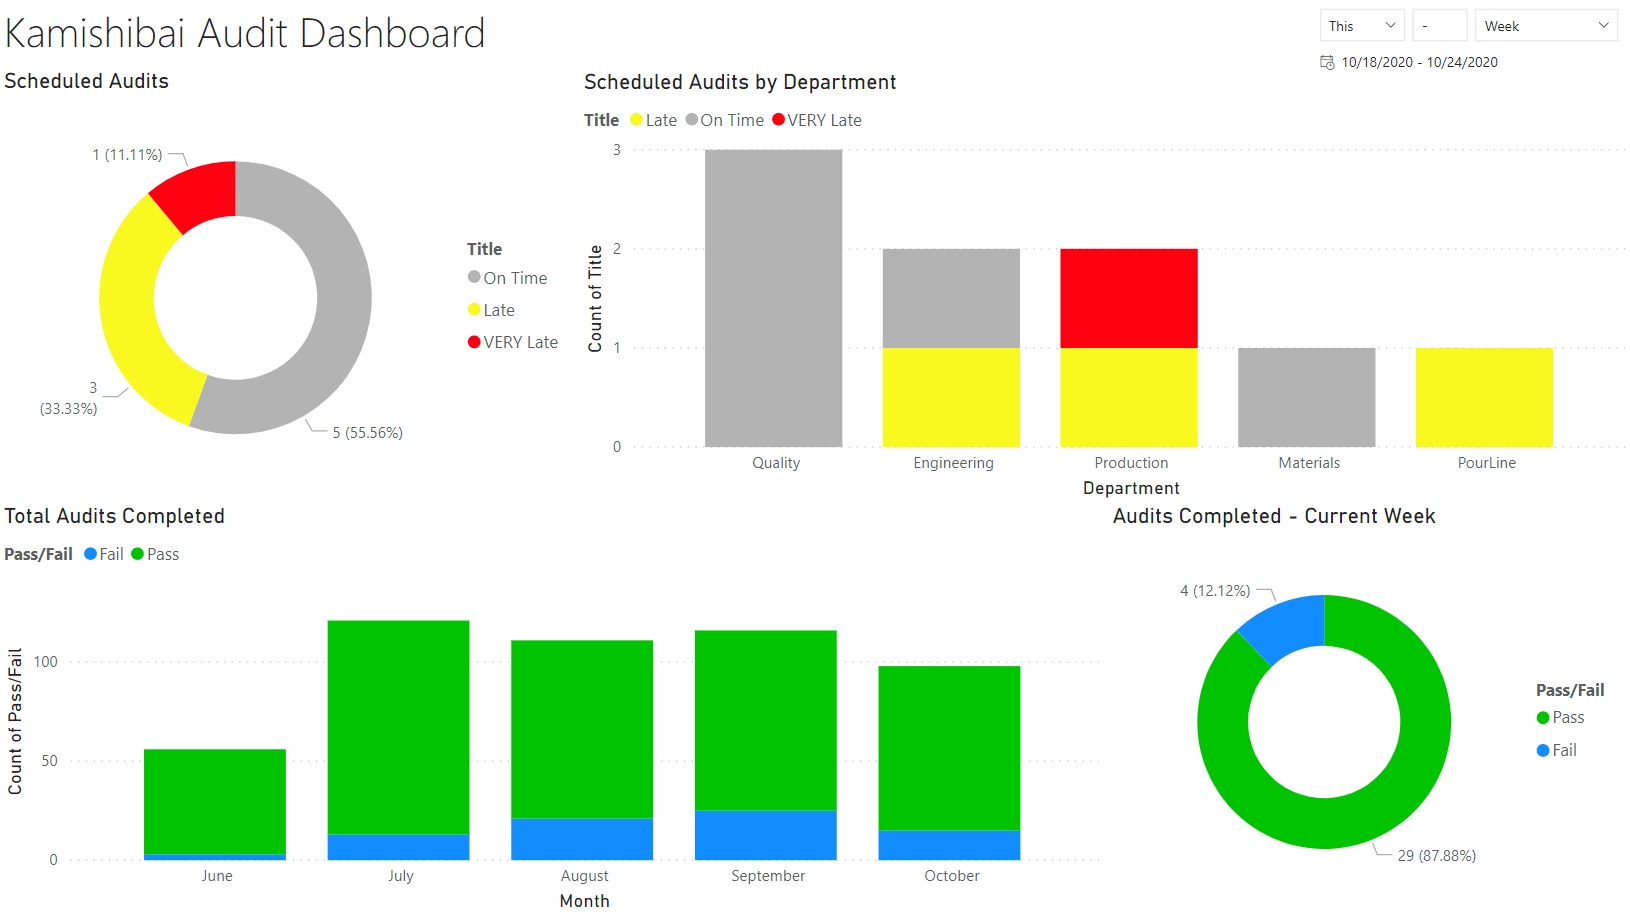 Kamishibai Audit Dashboard
This - Week
10/18/2020 - 10/24/2020
Scheduled Audits
1 (11.11%)
3
(33.33%)
5 (55.56%)
Title
On Time
Late
VERY Late
Scheduled Audits by Department
Title Late On Time VERY Late
Count of Title
3
2
1
0
Quality Engineering Production Materials PourLine
Department
Total Audits Completed
Pass/Fail Fail Pass
Count of Pass/Fail
100
50
0
June July August September October
Month
Audits Completed - Current Week
4 (12.12%)
29 (87.88%)
Pass/Fail
Pass
Fail